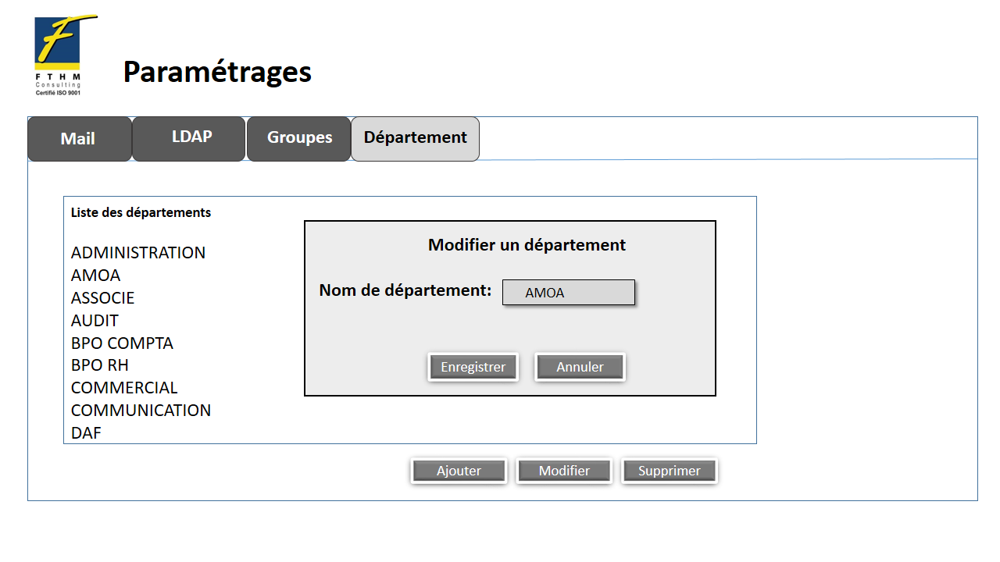 F T H M
Consulting
Certifié ISO 9001
Paramétrages
Mail LDAP Groupes Département
Liste des départements
ADMINISTRATION
AMOA
ASSOCIE
AUDIT
BPO COMPTA
BPO RH
COMMERCIAL
COMMUNICATION
DAF
Modifier un département
Nom de département: AMOA
Enregistrer Annuler
Ajouter Modifier Supprimer